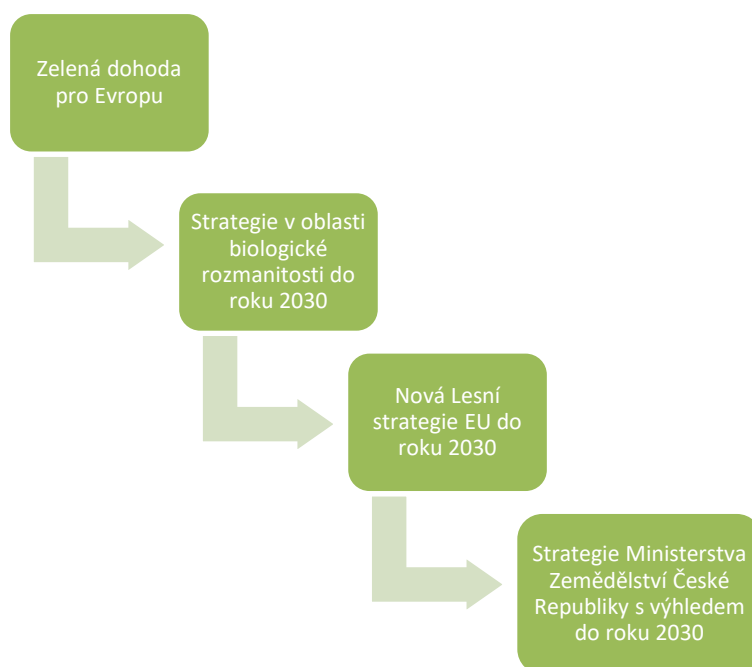 Zelená dohoda
pro Evropu
Strategie v oblasti
biologické
rozmanitosti do
roku 2030
Nová Lesní
strategie EU do
roku 2030
Strategie Ministerstva
Zemědělství České
Republiky s výhledem
do roku 2030